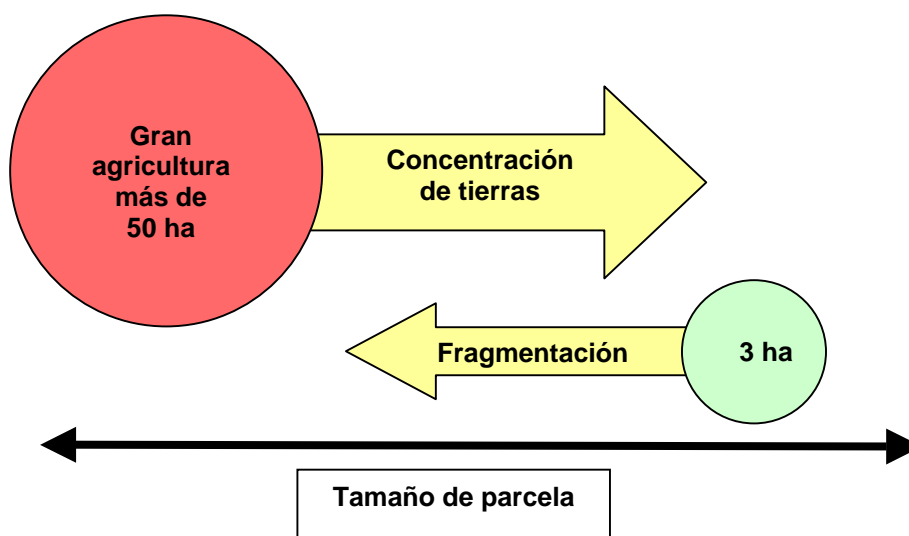 Gran
agricultura
más de
50 ha
Concentración
de tierras
Fragmentación
3 ha
Tamaño de parcela